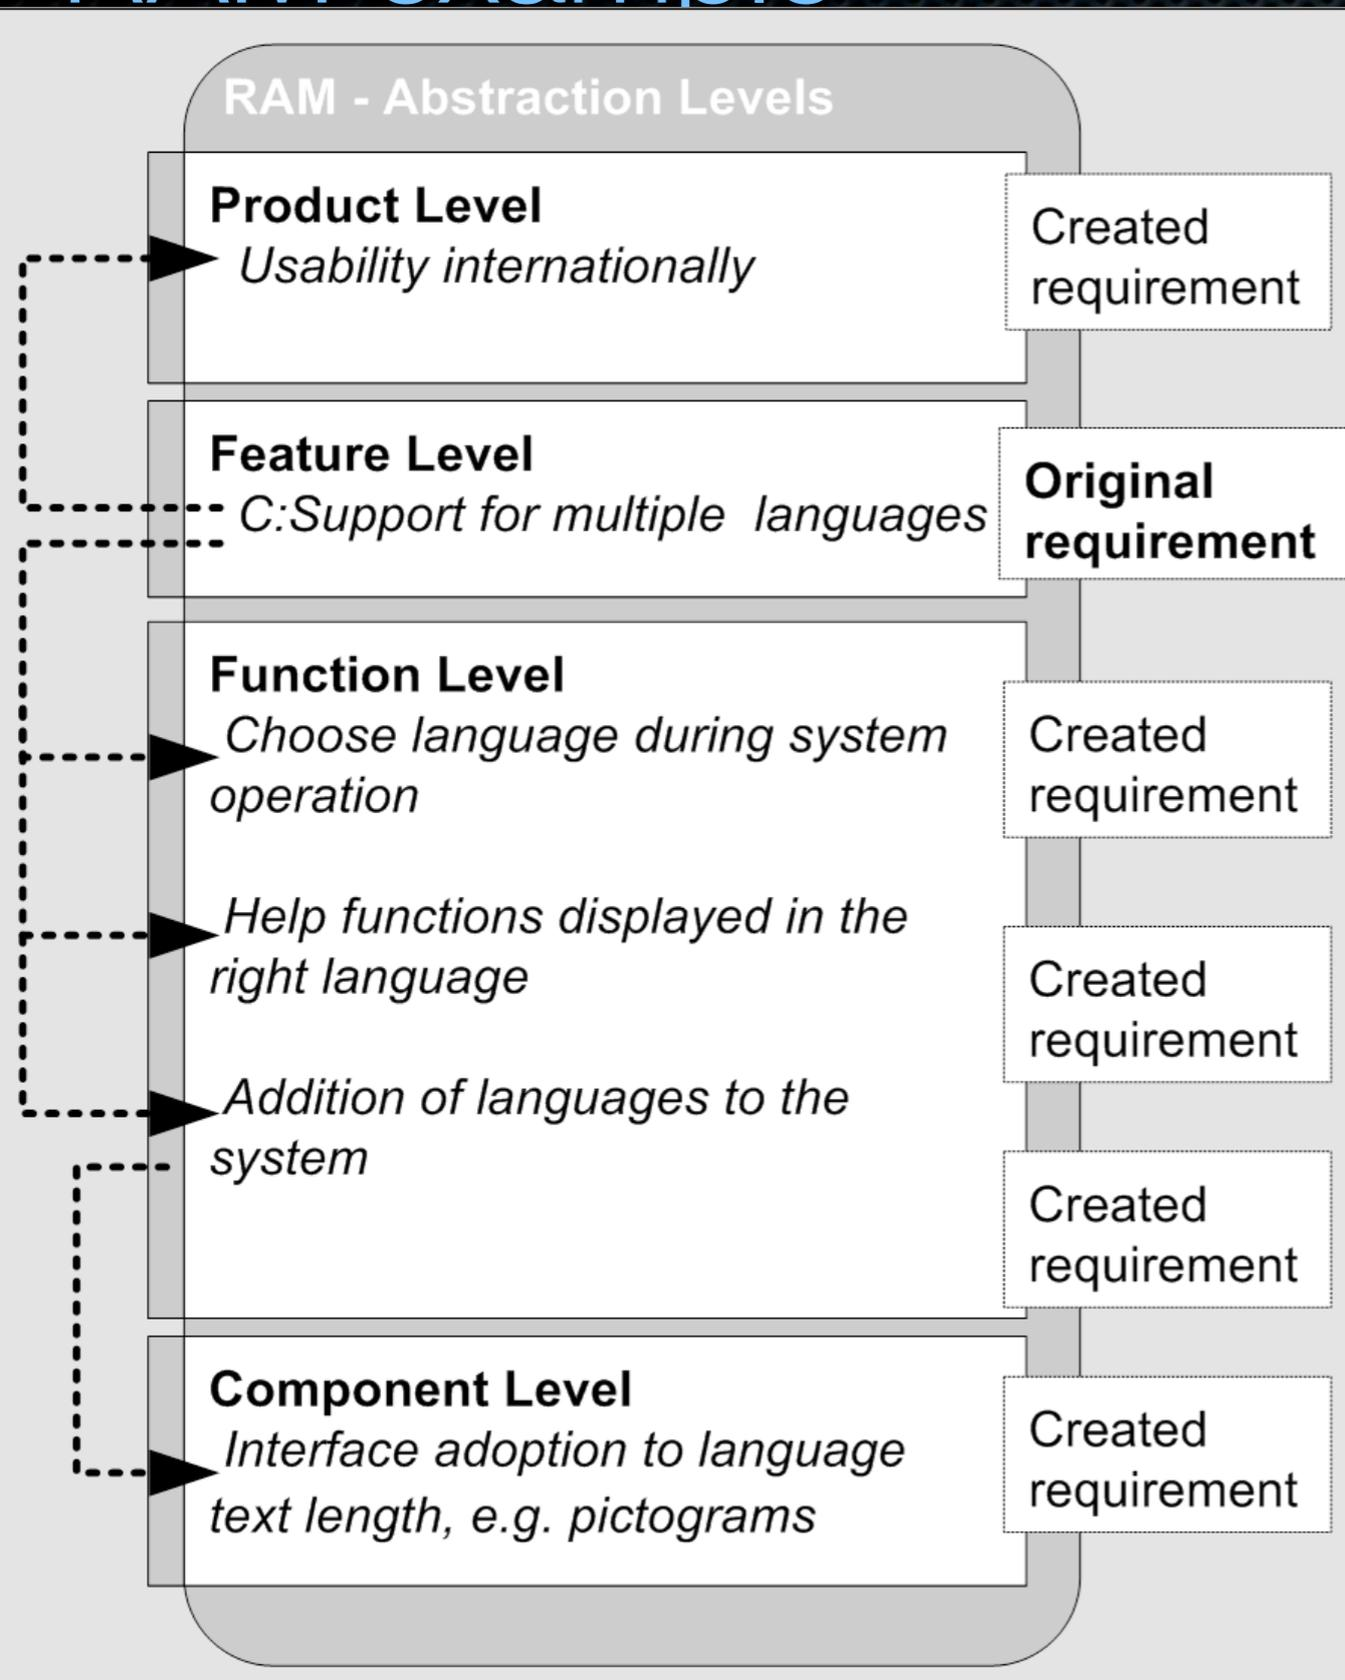 RAM - Abstraction Levels
Product Level
Usability internationally
Created
requirement
Feature Level
C:Support for multiple languages
Original
requirement
Function Level
Choose language during system
operation
Created
requirement
Help functions displayed in the
right language
Created
requirement
Addition of languages to the
system
Created
requirement
Component Level
Interface adoption to language
text length, e.g. pictograms
Created
requirement